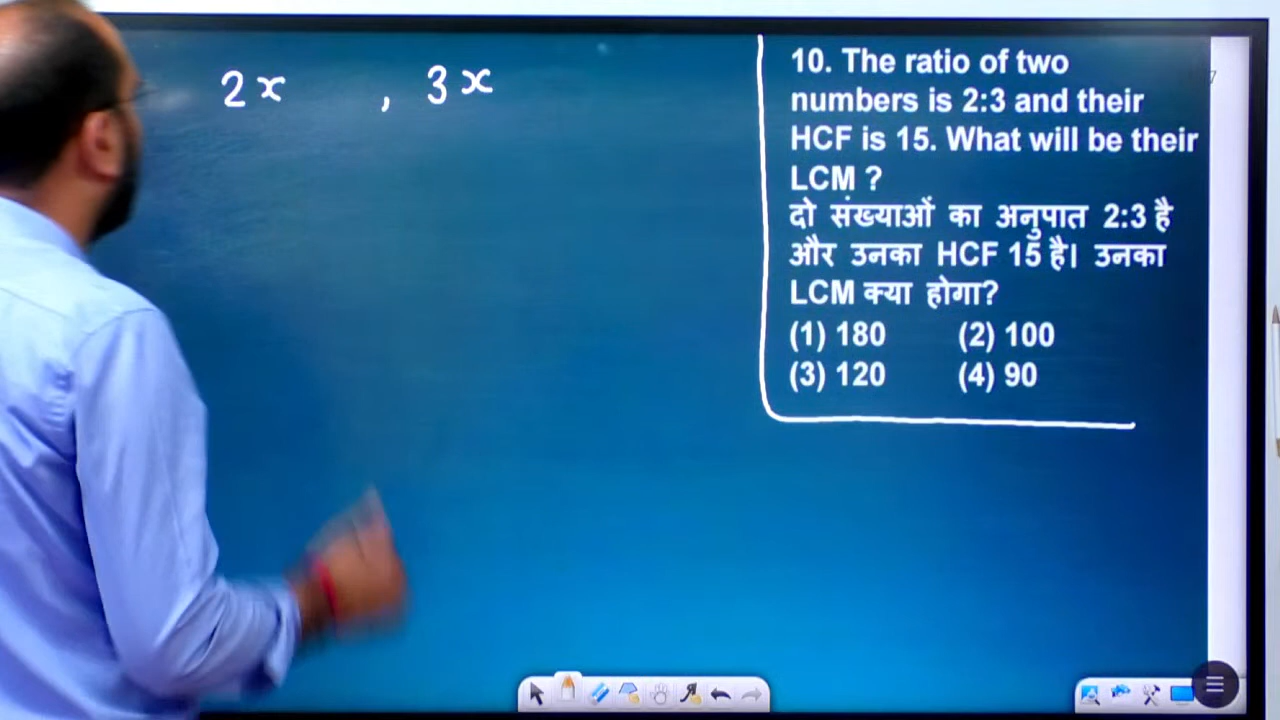 2x , 3x
10. The ratio of two
numbers is 2:3 and their
HCF is 15. What will be their
LCM ?
दो संख्याओं का अनुपात 2:3 है
और उनका HCF 15 है। उनका
LCM क्या होगा?
(1) 180 (2) 100
(3) 120 (4) 90